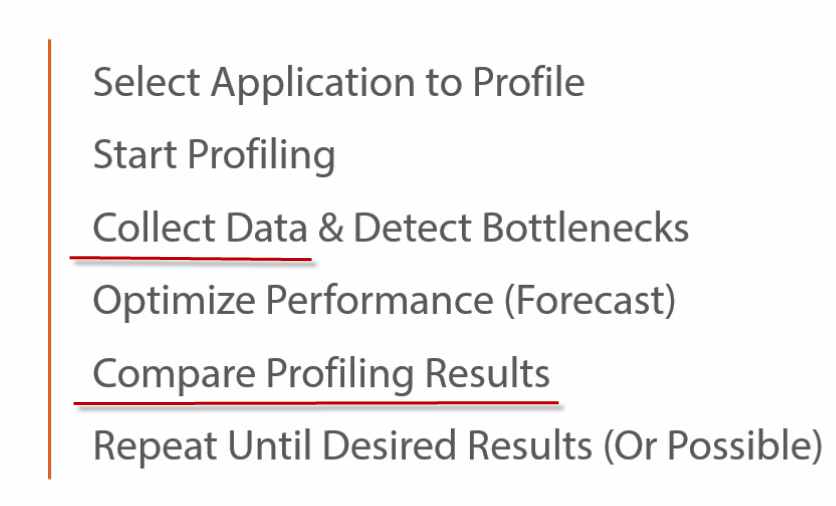 Select Application to Profile
Start Profiling
Collect Data & Detect Bottlenecks
Optimize Performance (Forecast)
Compare Profiling Results
Repeat Until Desired Results (Or Possible)